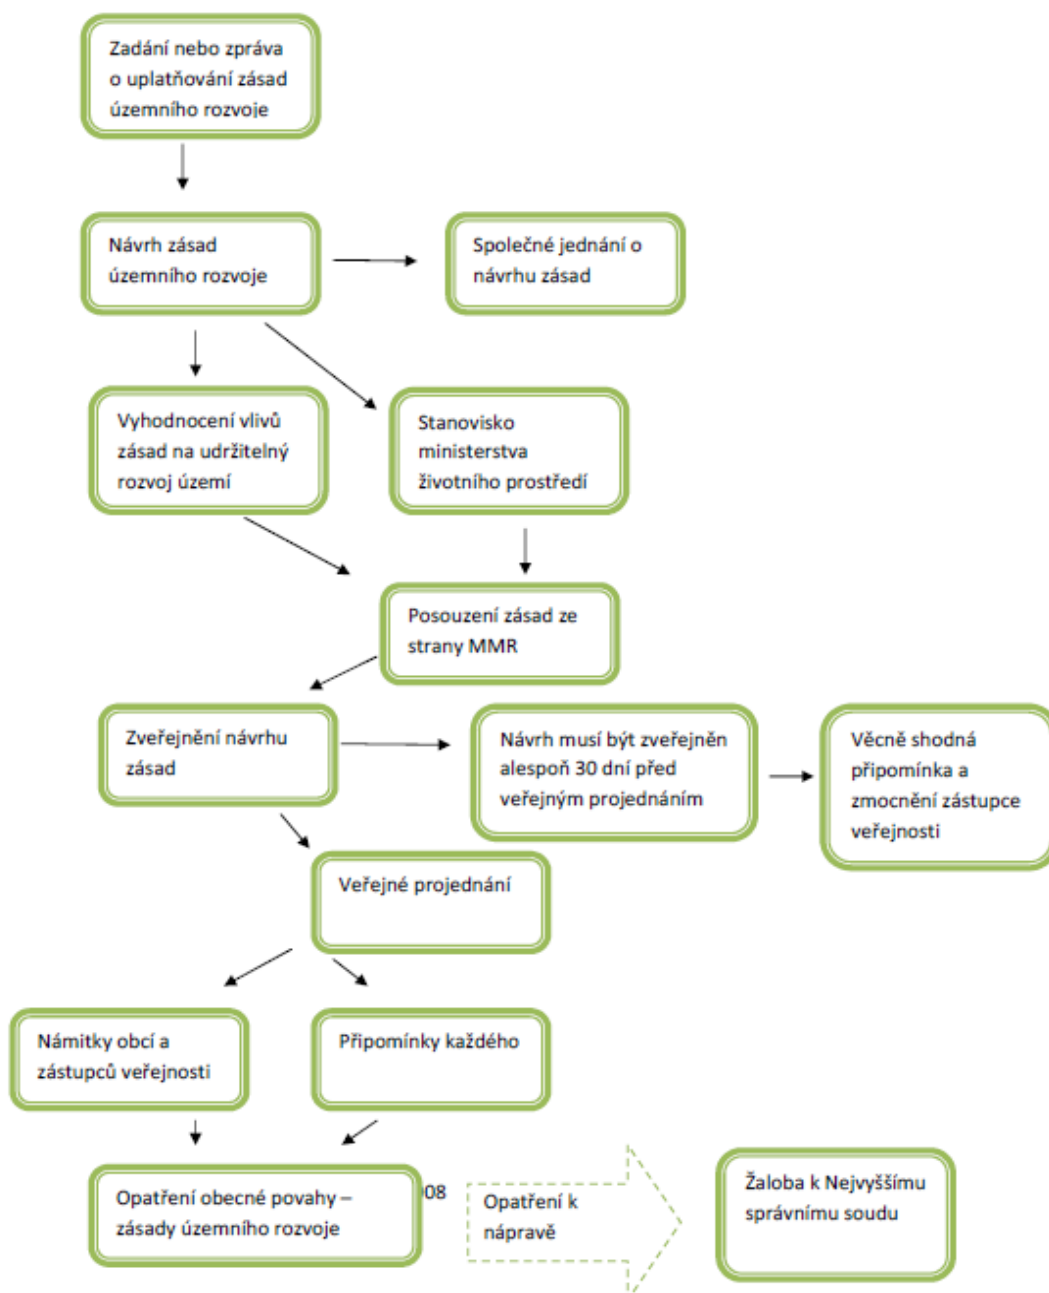 Zadání nebo zpráva
o uplatňování zásad
územního rozvoje
Návrh zásad
územního rozvoje
Společné jednání o
návrhu zásad
Vyhodnocení vlivů
zásad na udržitelný
rozvoj území
Stanovisko
ministerstva
životního prostředí
Posouzení zásad ze
strany MMR
Zveřejnění návrhu
zásad
Návrh musí být zveřejněn
alespoň 30 dní před
veřejným projednáním
Věcně shodná
připomínka a
zmocnění zástupce
veřejnosti
Veřejné projednání
Námitky obcí a
zástupců veřejnosti
Připomínky každého
Opatření obecné povahy –
zásady územního rozvoje
008
Opatření k
nápravě
Žaloba k Nejvyššímu
správnímu soudu